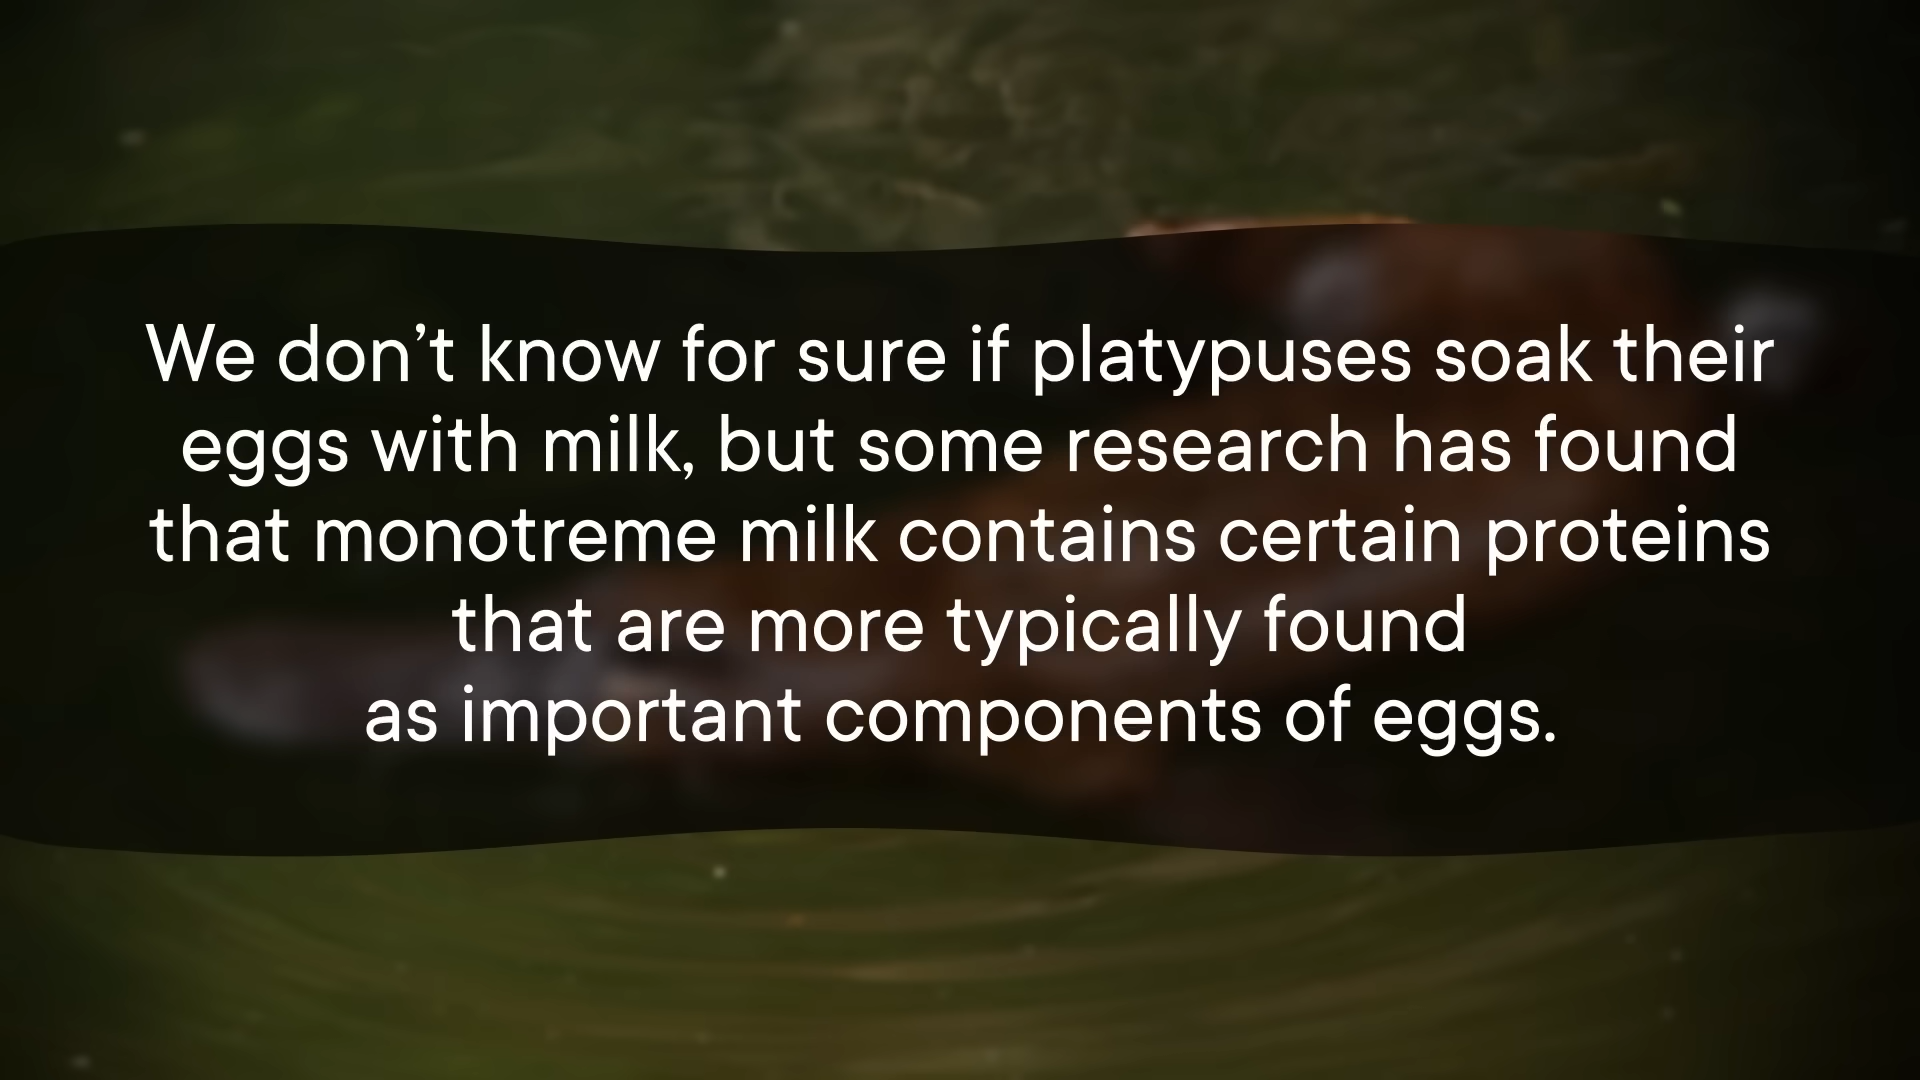 We don’t know for sure if platypuses soak their
eggs with milk, but some research has found
that monotreme milk contains certain proteins
that are more typically found
as important components of eggs.